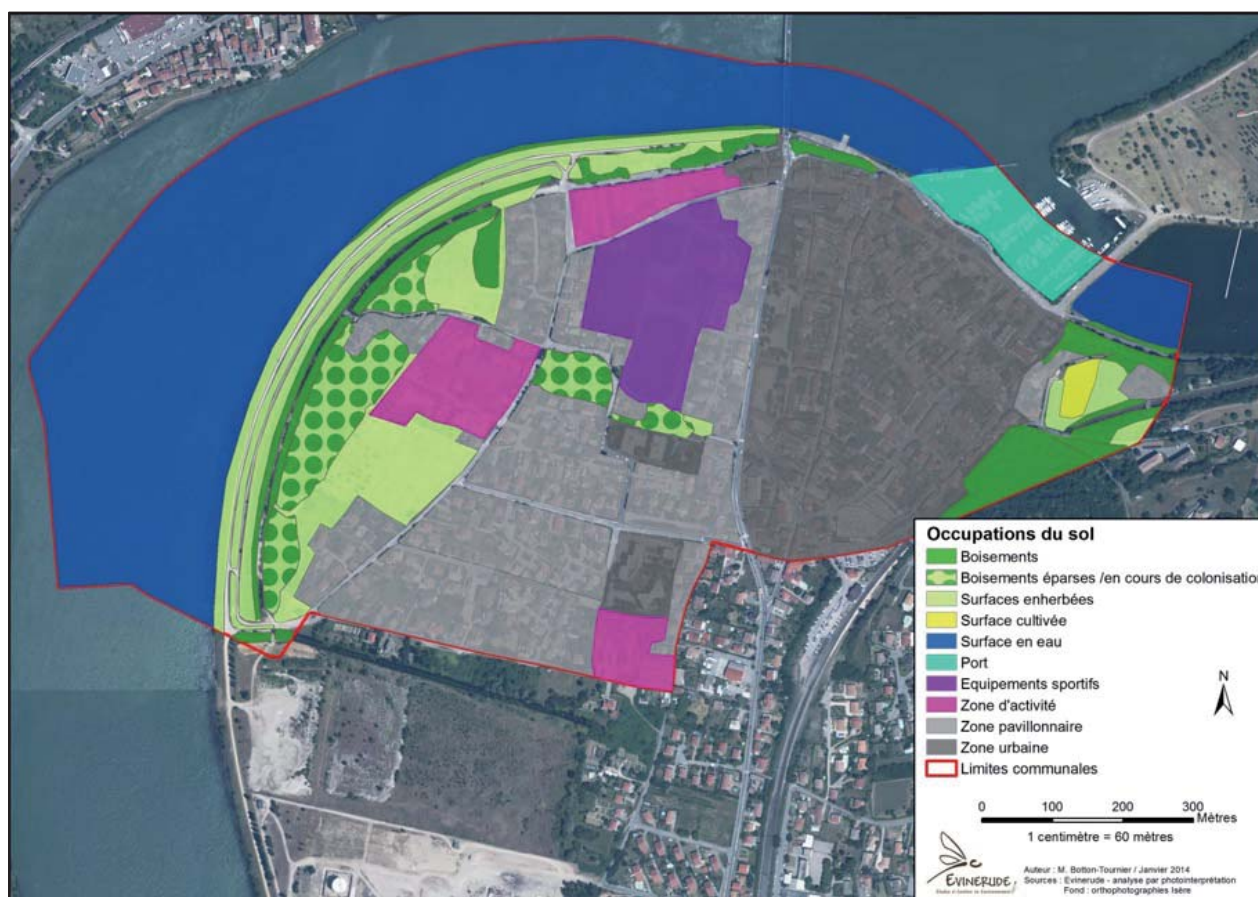 Occupations du sol
Boisements
Boisements éparses /en cours de colonisation
Surfaces enherbées
Surface cultivée
Surface en eau
Port
Equipements sportifs
Zone d'activité
Zone pavillonnaire
Zone urbaine
Limites communales
N
0 100 200 300 Mètres
1 centimètre = 60 mètres
EVINERUDE
Auteur : M. Botton-Tournier / Janvier 2014
Sources : Evinerude - analyse par photointerprétation
Fond : orthophotographies Isère